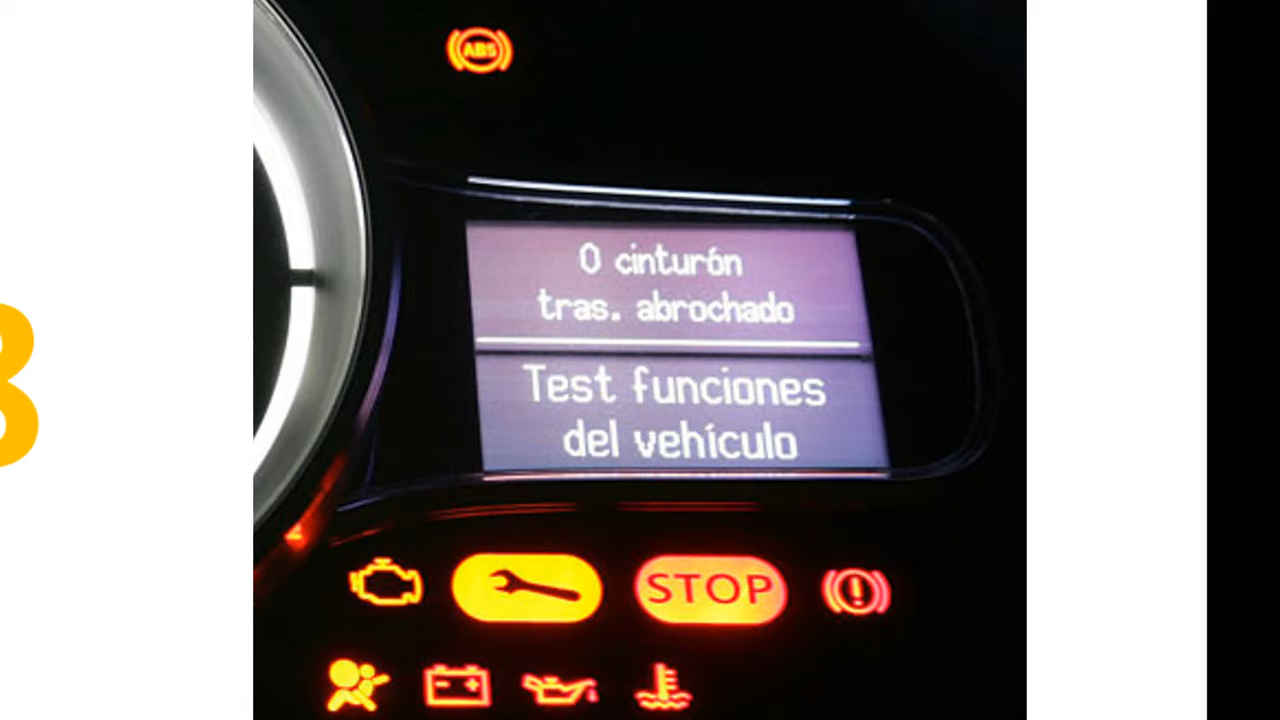 ABS
0 cinturón
tras. abrochado
Test funciones
del vehículo
STOP